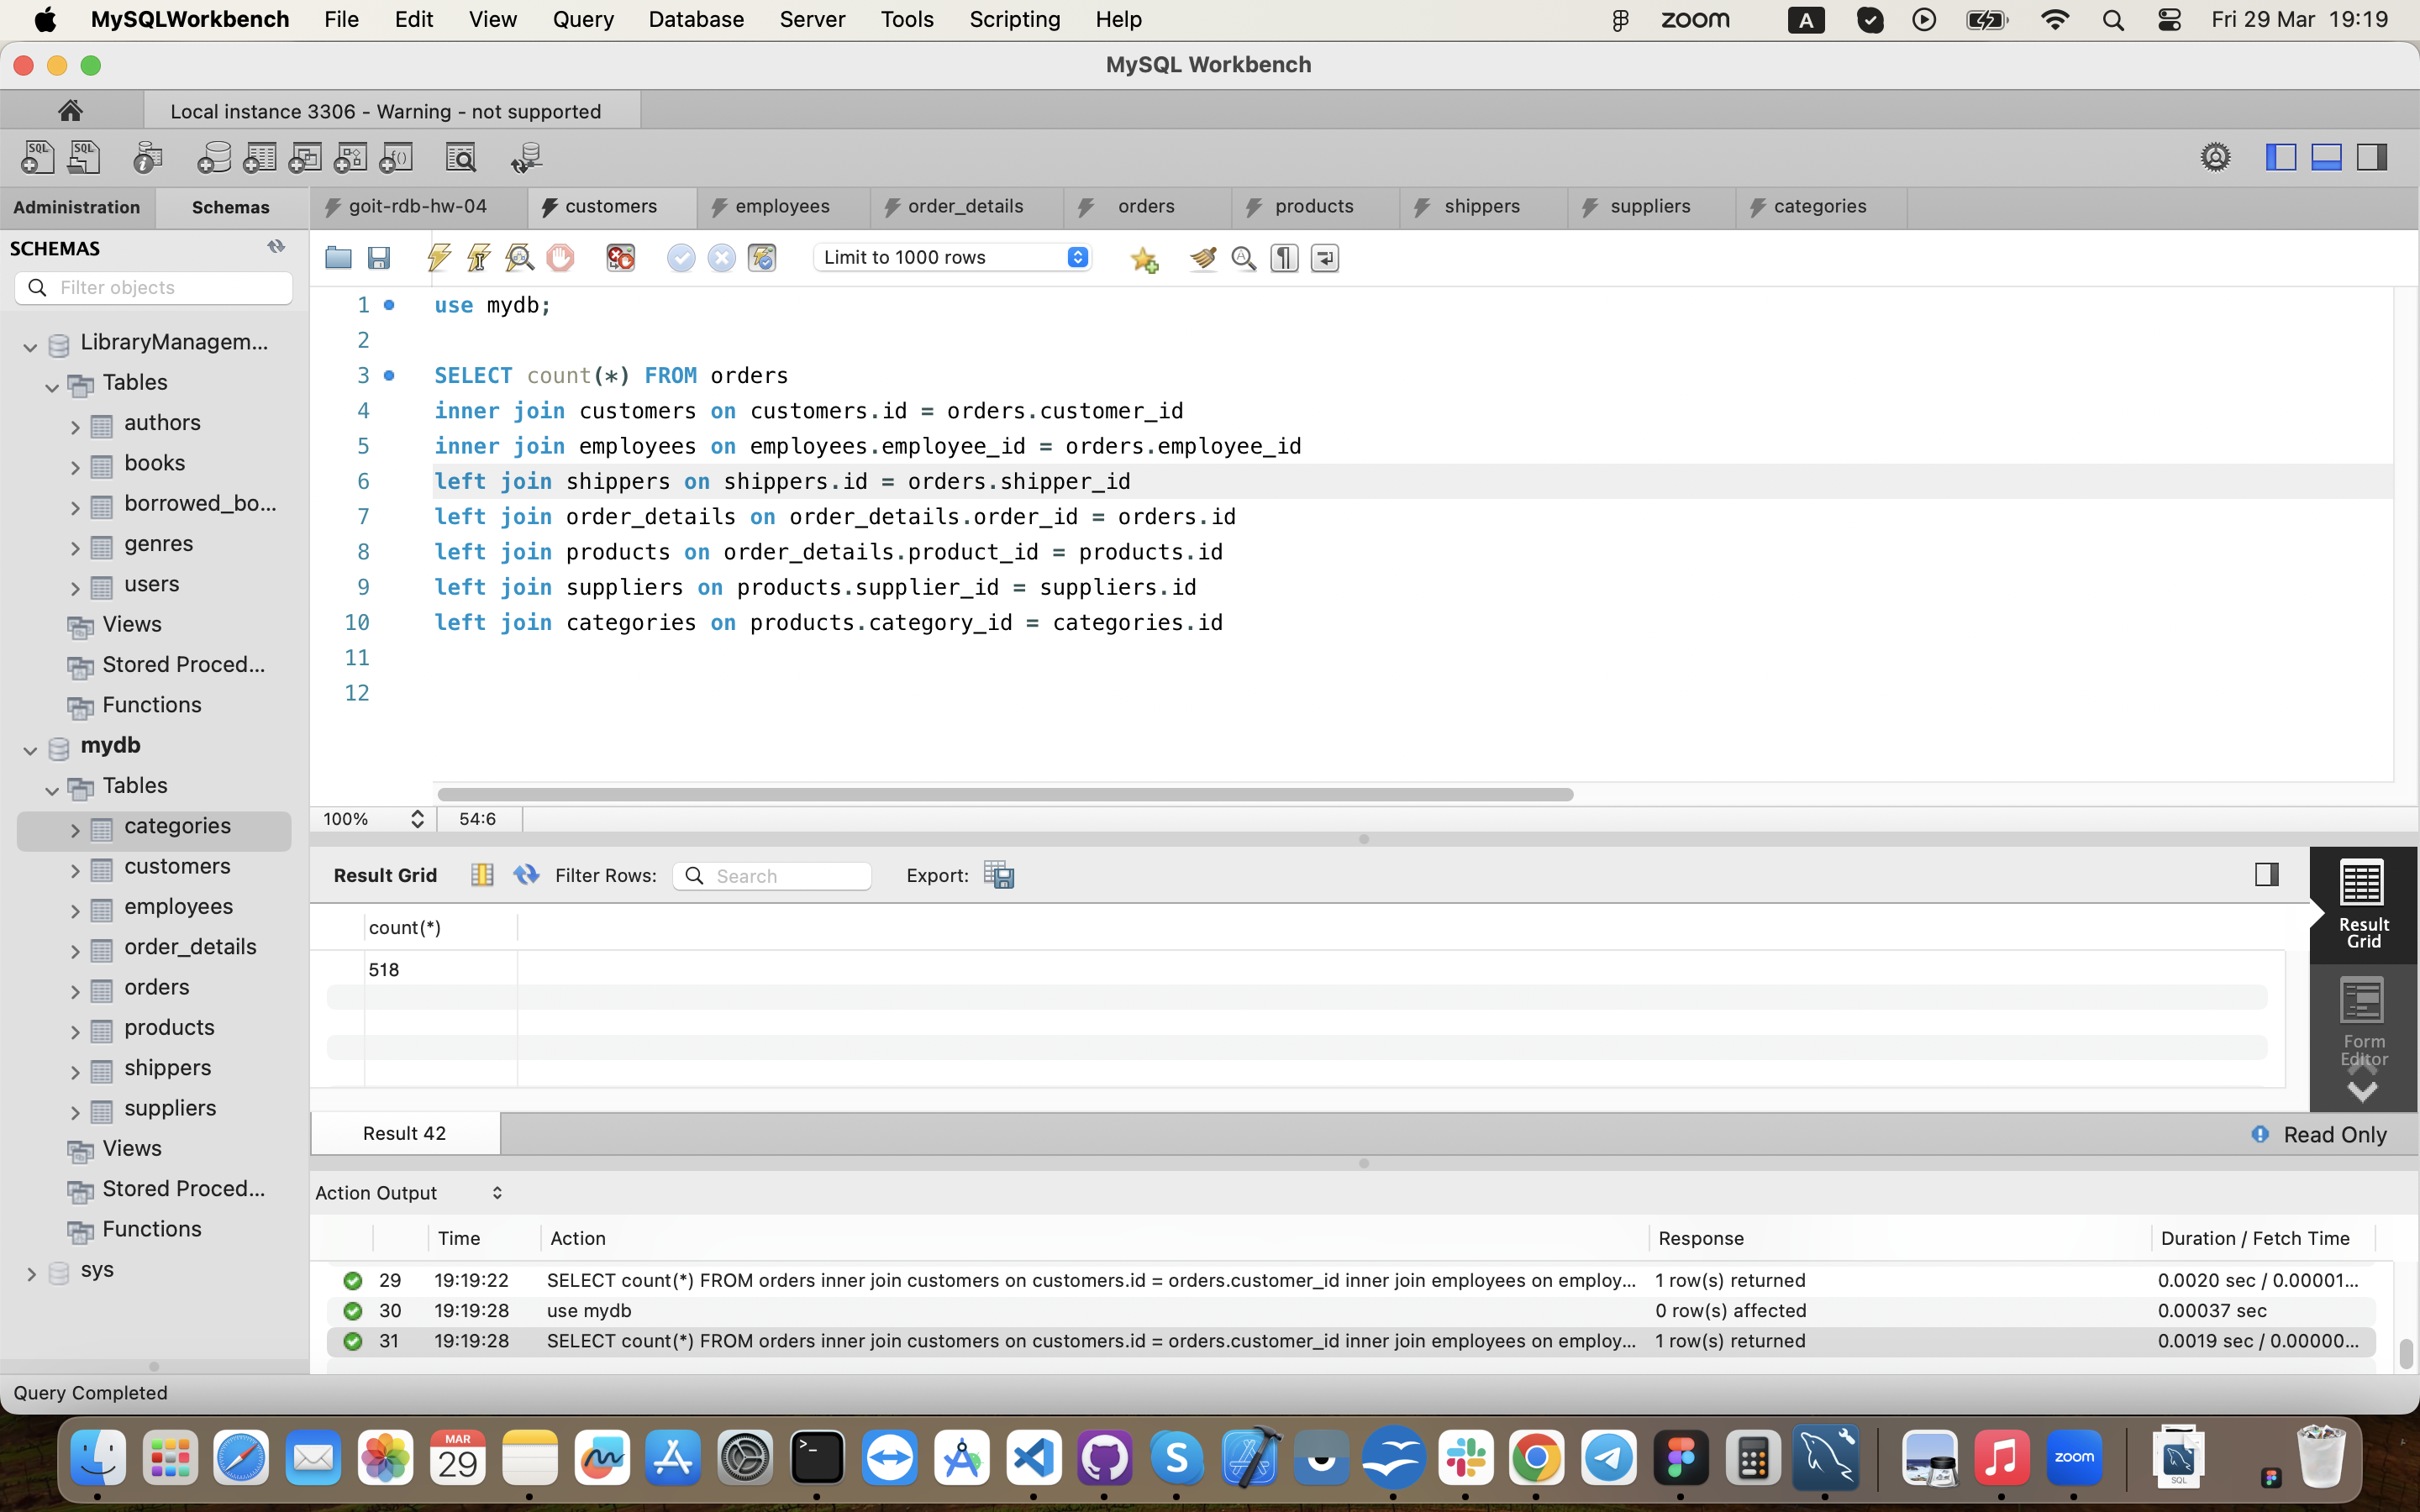 MySQLWorkbench File Edit View Query Database Server Tools Scripting Help zoom A Fri 29 Mar 19:19
MySQL Workbench
Local instance 3306 - Warning - not supported
Administration Schemas goit-rdb-hw-04 customers employees order_details orders products shippers suppliers categories
SCHEMAS
Filter objects
Limit to 1000 rows
LibraryManagem...
Tables
authors
books
borrowed_bo...
genres
users
Views
Stored Proced...
Functions
mydb
Tables
categories
customers
employees
order_details
orders
products
shippers
suppliers
Views
Stored Proced...
Functions
sys
1 use mydb;
2
3 SELECT count(*) FROM orders
4 inner join customers on customers.id = orders.customer_id
5 inner join employees on employees.employee_id = orders.employee_id
6 left join shippers on shippers.id = orders.shipper_id
7 left join order_details on order_details.order_id = orders.id
8 left join products on order_details.product_id = products.id
9 left join suppliers on products.supplier_id = suppliers.id
10 left join categories on products.category_id = categories.id
11
12
100% 54:6
Result Grid Filter Rows: Search Export:
count(*)
518
Result
Grid
Form
Editor
Result 42 Read Only
Action Output
Time Action Response Duration / Fetch Time
29 19:19:22 SELECT count(*) FROM orders inner join customers on customers.id = orders.customer_id inner join employees on employ... 1 row(s) returned 0.0020 sec / 0.00001...
30 19:19:28 use mydb 0 row(s) affected 0.00037 sec
31 19:19:28 SELECT count(*) FROM orders inner join customers on customers.id = orders.customer_id inner join employees on employ... 1 row(s) returned 0.0019 sec / 0.00000...
Query Completed
MAR
29
zoom
SQL